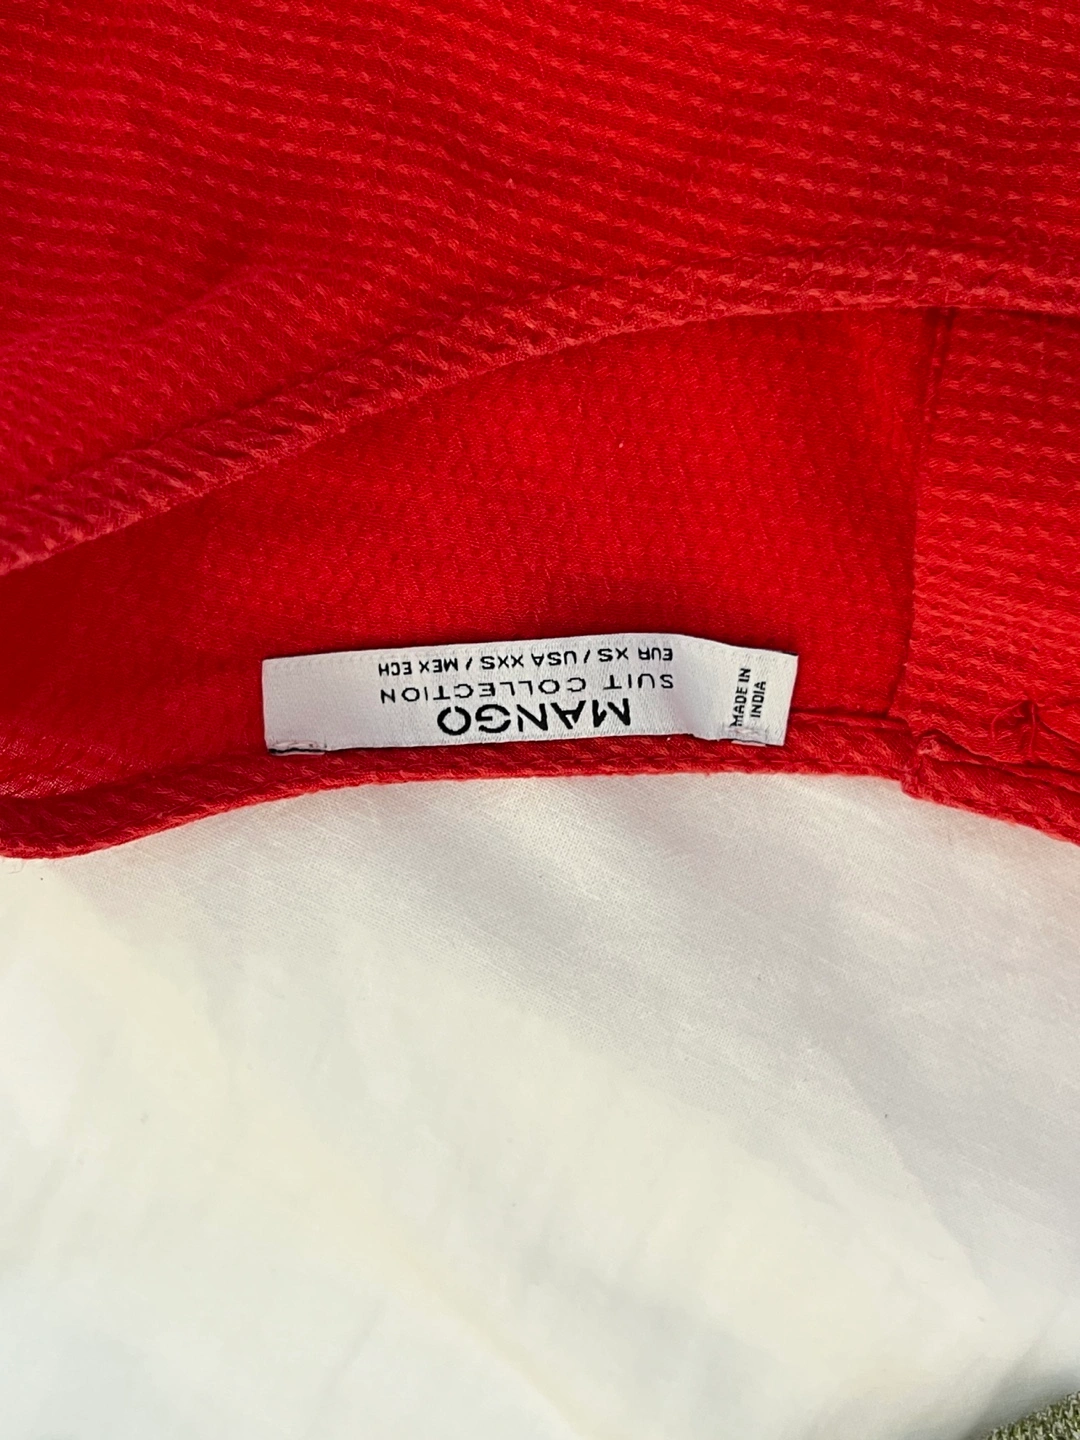 MANGO
SUIT COLLECTION
EUR XS / USA XXS / MEX ECH
MADE IN
INDIA